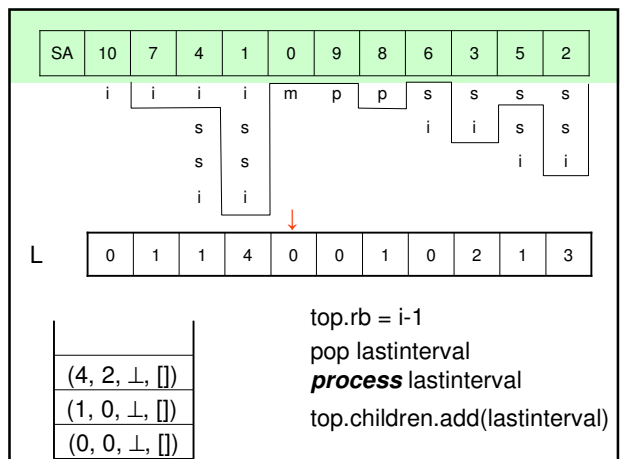 SA 10 7 4 1 0 9 8 6 3 5 2
i i i i m p p s s s s
s s i i s s
s s i i
i i
↓
L 0 1 1 4 0 0 1 0 2 1 3
top.rb = i-1
pop lastinterval
process lastinterval
top.children.add(lastinterval)
(4, 2, ⊥, [])
(1, 0, ⊥, [])
(0, 0, ⊥, [])